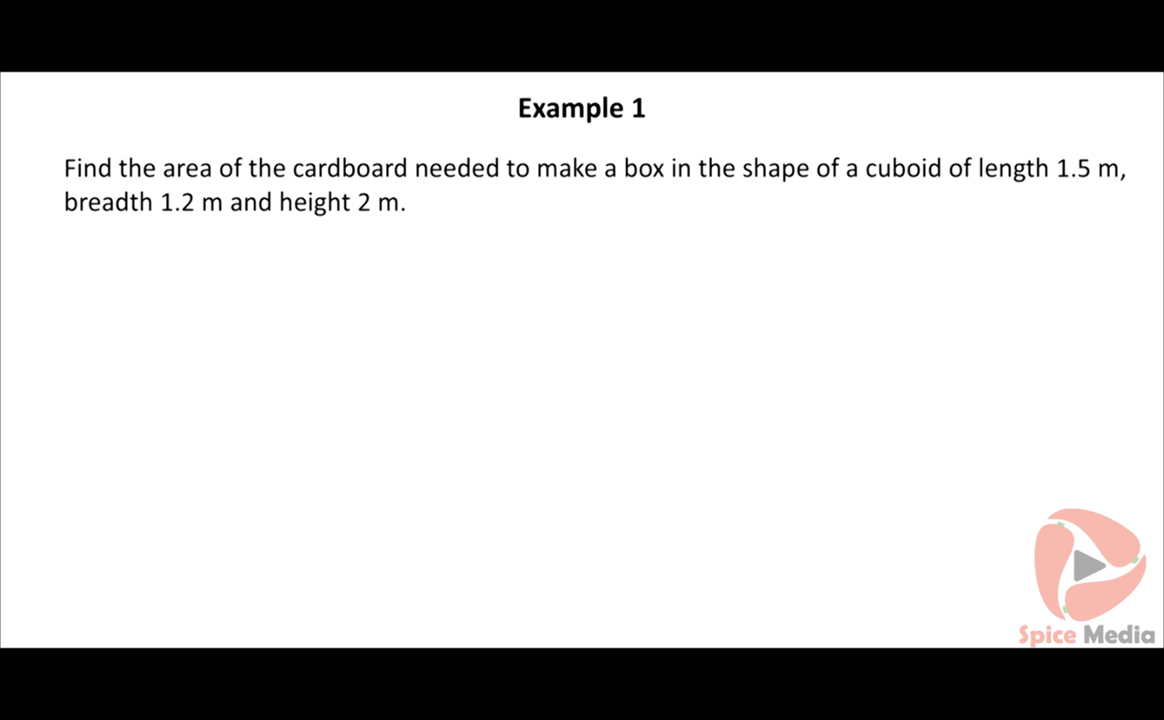 Example 1
Find the area of the cardboard needed to make a box in the shape of a cuboid of length 1.5 m,
breadth 1.2 m and height 2 m.
Spice Media